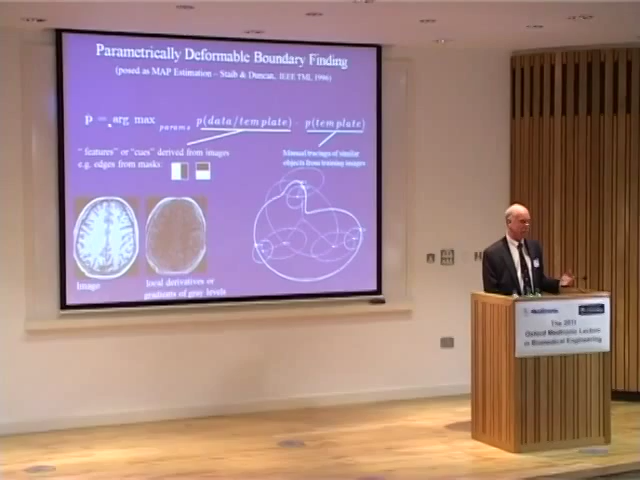 Parametrically Deformable Boundary Finding
(posed as MAP Estimation – Staib & Duncan, IEEE TMI, 1996)
p = arg max params p(data/template) · p(template)
"features" or "cues" derived from images
e.g. edges from masks:
Manual tracings of similar
objects from training images
Image
local derivatives or
gradients of gray levels
Medtronic
The 2011
Oxford Medtronic Lecture
in Biomedical Engineering